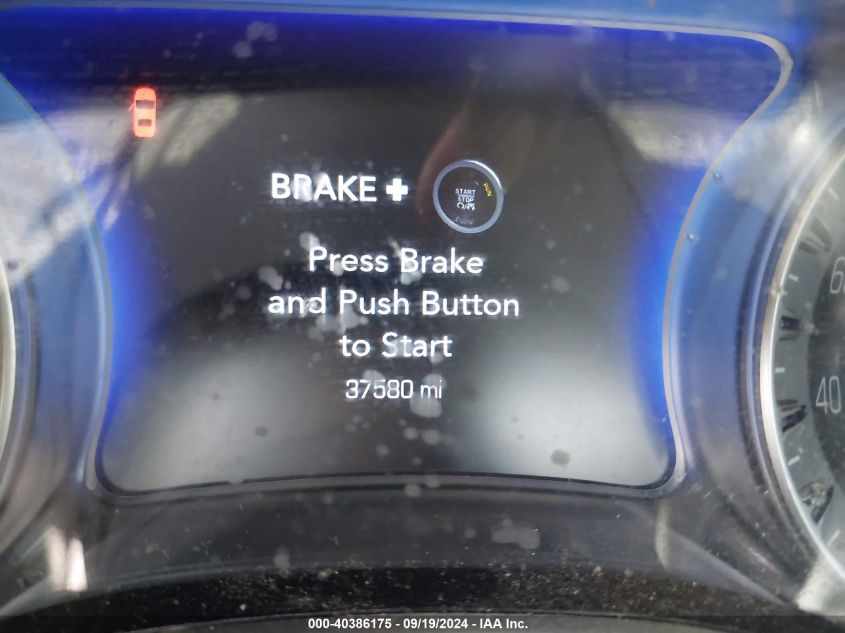 BRAKE +
START
STOP
RUN
Press Brake
and Push Button
to Start
37580 mi
40
000-40386175 - 09/19/2024 - IAA Inc.